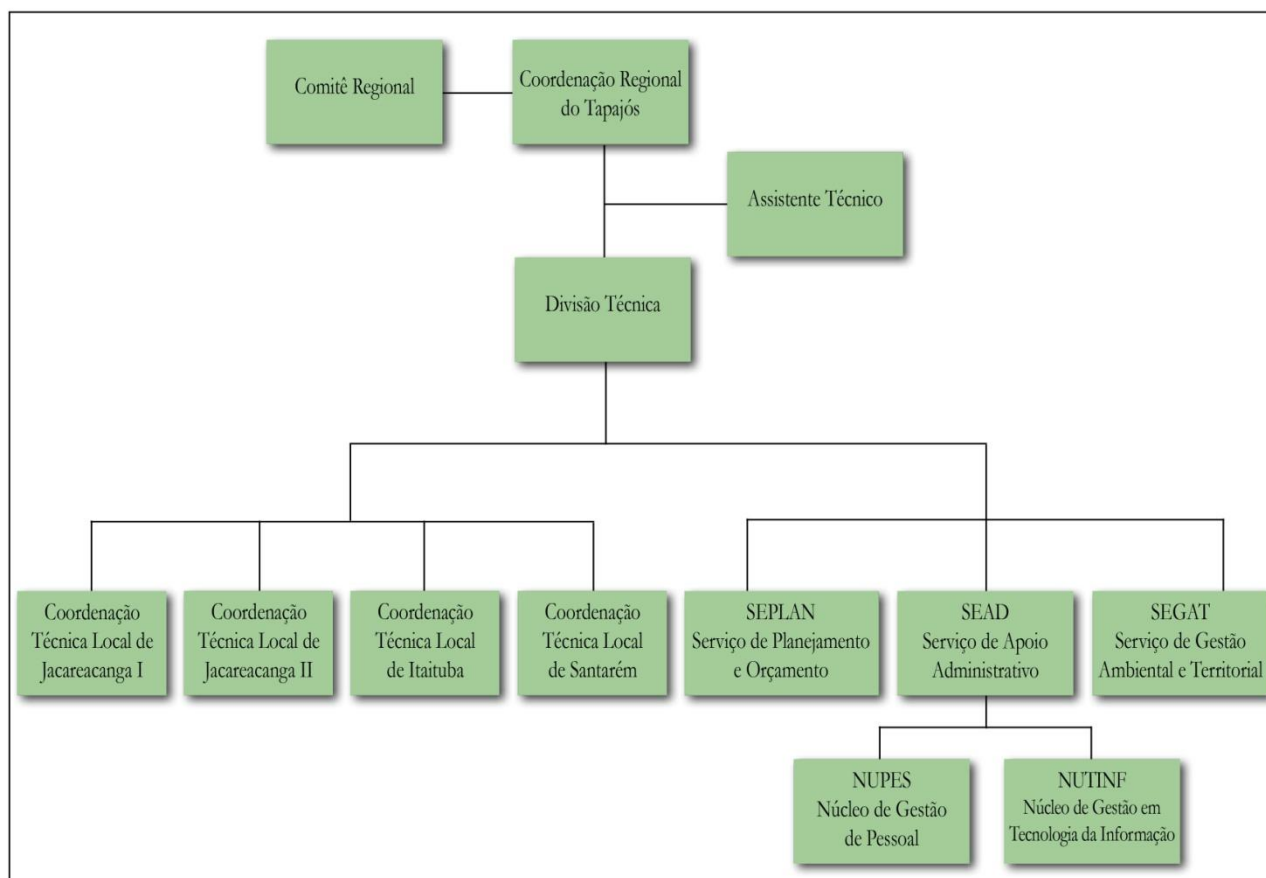 Comitê Regional
Coordenação Regional
do Tapajós
Assistente Técnico
Divisão Técnica
Coordenação
Técnica Local de
Jacareacanga I
Coordenação
Técnica Local de
Jacareacanga II
Coordenação
Técnica Local
de Itaituba
Coordenação
Técnica Local
de Santarém
SEPLAN
Serviço de Planejamento
e Orçamento
SEAD
Serviço de Apoio
Administrativo
SEGAT
Serviço de Gestão
Ambiental e Territorial
NUPES
Núcleo de Gestão
de Pessoal
NUTINF
Núcleo de Gestão em
Tecnologia da Informação